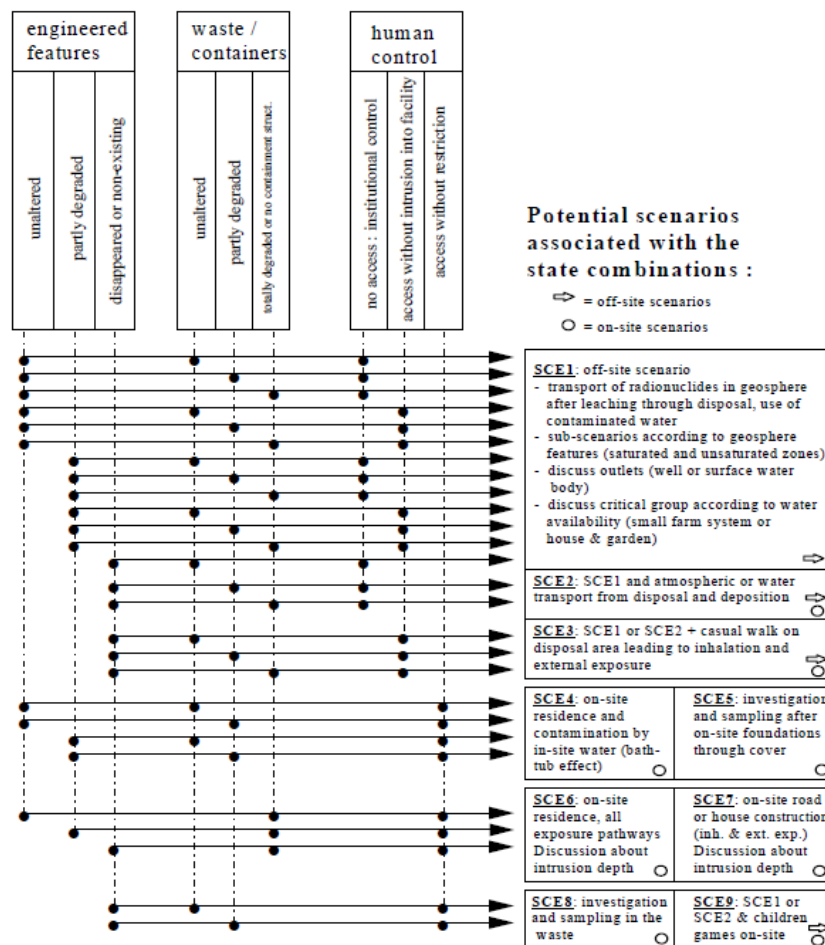 engineered
features
waste /
containers
human
control
unaltered
partly degraded
disappeared or non-existing
unaltered
partly degraded
totally degraded or no containment struct.
no access : institutional control
access without intrusion into facility
access without restriction
Potential scenarios
associated with the
state combinations :
= off-site scenarios
= on-site scenarios
SCE1: off-site scenario
- transport of radionuclides in geosphere
after leaching through disposal, use of
contaminated water
- sub-scenarios according to geosphere
features (saturated and unsaturated zones)
- discuss outlets (well or surface water
body)
- discuss critical group according to water
availability (small farm system or
house & garden)
SCE2: SCE1 and atmospheric or water
transport from disposal and deposition
SCE3: SCE1 or SCE2 + casual walk on
disposal area leading to inhalation and
external exposure
SCE4: on-site
residence and
contamination by
in-site water (bath-
tub effect)
SCE5: investigation
and sampling after
on-site foundations
through cover
SCE6: on-site
residence, all
exposure pathways
Discussion about
intrusion depth
SCE7: on-site road
or house construction
(inh. & ext. exp.)
Discussion about
intrusion depth
SCE8: investigation
and sampling in the
waste
SCE9: SCE1 or
SCE2 & children
games on-site